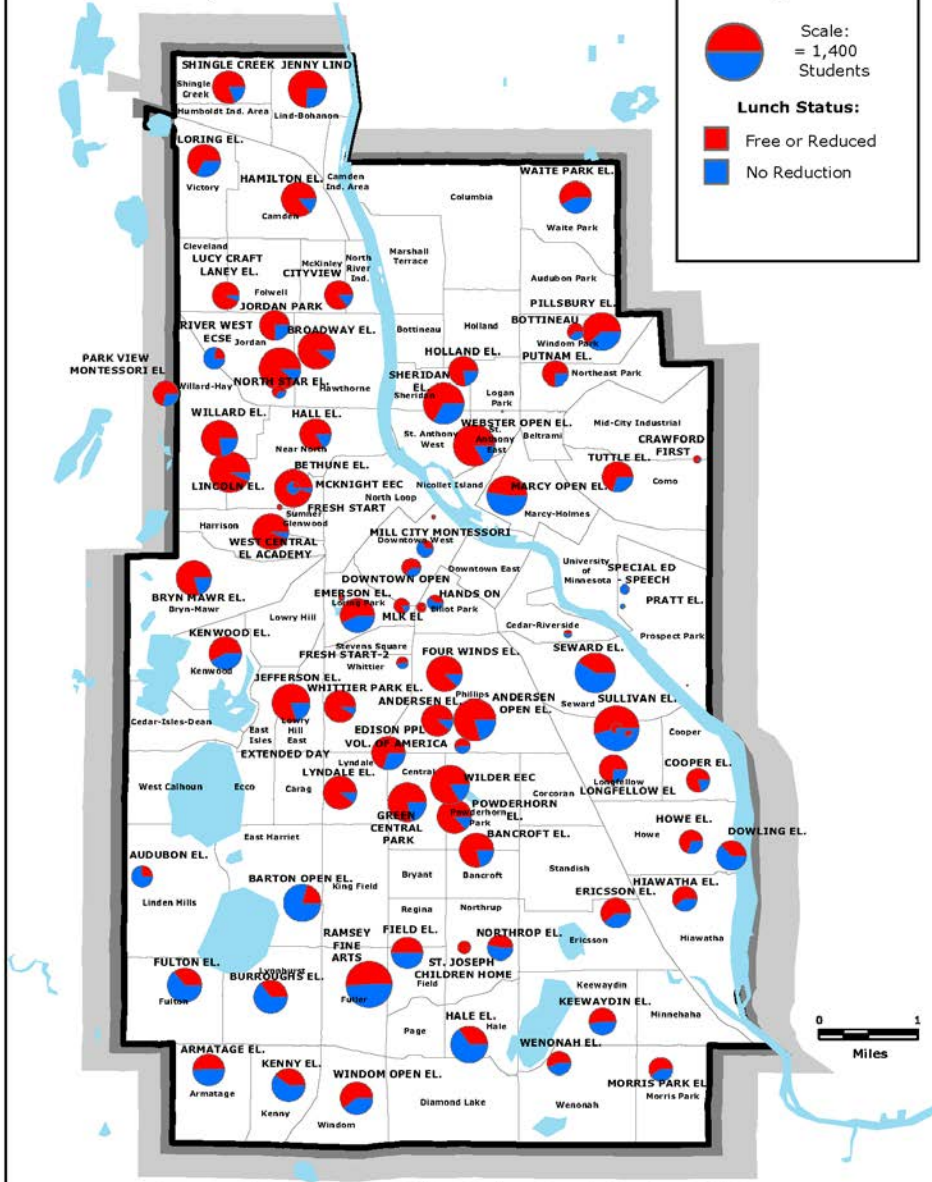 Scale:
= 1,400
Students
Lunch Status:
Free or Reduced
No Reduction
SHINGLE CREEK
JENNY LIND
Shingle
Creek
Humboldt Ind. Area
Lind-Bohanon
LORING EL.
Victory
HAMILTON EL.
Camden
Camden
Ind. Area
Columbia
WAITE PARK EL.
Waite Park
Cleveland
LUCY CRAFT
LANEY EL.
Folwell
McKinley
CITYVIEW
North
River
Ind.
Marshall
Terrace
Audubon Park
JORDAN PARK
RIVER WEST
ECSE
Jordan
BROADWAY EL.
Bottineau
Holland
PILLSBURY EL.
BOTTINEAU
Windom Park
PUTNAM EL.
Northeast Park
PARK VIEW
MONTESSORI EL
Willard-Hay
NORTH STAR EL.
Hawthorne
HOLLAND EL.
SHERIDAN
EL.
Sheridan
Logan
Park
WILLARD EL.
HALL EL.
Near North
St. Anthony
West
WEBSTER OPEN EL.
St.
Anthony
East
Beltrami
Mid-City Industrial
CRAWFORD
FIRST
TUTTLE EL.
Como
BETHUNE EL.
LINCOLN EL.
MCKNIGHT EEC
North Loop
Nicollet Island
MARCY OPEN EL.
Marcy-Holmes
FRESH START
Sumner
Glenwood
Harrison
WEST CENTRAL
EL ACADEMY
MILL CITY MONTESSORI
Downtown West
DOWNTOWN OPEN
Downtown East
University
of
Minnesota
SPECIAL ED
- SPEECH
PRATT EL.
Prospect Park
BRYN MAWR EL.
Bryn-Mawr
EMERSON EL.
Loring Park
MLK EL
HANDS ON
Elliot Park
Lowry Hill
Cedar-Riverside
KENWOOD EL.
Kenwood
Stevens Square
FRESH START-2
Whittier
FOUR WINDS EL.
Phillips
SEWARD EL.
Seward
SULLIVAN EL.
Cooper
JEFFERSON EL.
WHITTIER PARK EL.
ANDERSEN EL.
ANDERSEN
OPEN EL.
Cedar-Isles-Dean
East
Isles
Lowry
Hill
East
EDISON PPL
VOL. OF AMERICA
EXTENDED DAY
Lyndale
Longfellow
LONGFELLOW EL
COOPER EL.
West Calhoun
Ecco
Carag
LYNDALE EL.
Central
WILDER EEC
Corcoran
GREEN
CENTRAL
PARK
POWDERHORN
EL.
Powderhorn
Park
BANCROFT EL.
Bancroft
East Harriet
Howe
HOWE EL.
DOWLING EL.
AUDUBON EL.
Linden Hills
BARTON OPEN EL.
King Field
Bryant
Standish
HIAWATHA EL.
Hiawatha
ERICSSON EL.
Ericsson
Regina
Northrup
RAMSEY
FINE
ARTS
Fuller
FIELD EL.
NORTHROP EL.
ST. JOSEPH
CHILDREN HOME
Field
FULTON EL.
Fulton
Lynnhurst
BURROUGHS EL.
Keewaydin
KEEWAYDIN EL.
Minnehaha
Page
HALE EL.
Hale
WENONAH EL.
ARMATAGE EL.
Armatage
KENNY EL.
Kenny
WINDOM OPEN EL.
Windom
Diamond Lake
Wenonah
MORRIS PARK EL
Morris Park
0 1
Miles